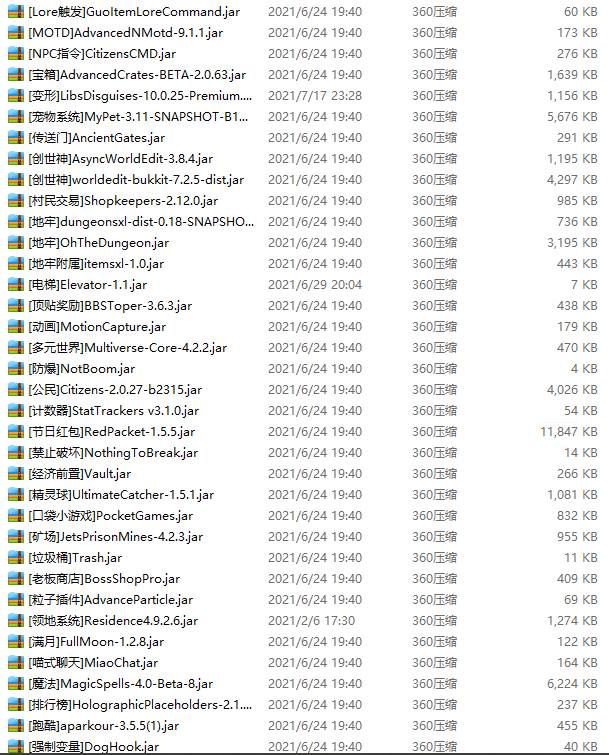 [Lore触发]GuoItemLoreCommand.jar 2021/6/24 19:40 360压缩 60 KB
[MOTD]AdvancedNMotd-9.1.1.jar 2021/6/24 19:40 360压缩 173 KB
[NPC指令]CitizensCMD.jar 2021/6/24 19:40 360压缩 276 KB
[宝箱]AdvancedCrates-BETA-2.0.63.jar 2021/6/24 19:40 360压缩 1,639 KB
[变形]LibsDisguises-10.0.25-Premium.... 2021/7/17 23:28 360压缩 1,156 KB
[宠物系统]MyPet-3.11-SNAPSHOT-B1... 2021/6/24 19:40 360压缩 5,676 KB
[传送门]AncientGates.jar 2021/6/24 19:40 360压缩 291 KB
[创世神]AsyncWorldEdit-3.8.4.jar 2021/6/24 19:40 360压缩 1,195 KB
[创世神]worldedit-bukkit-7.2.5-dist.jar 2021/6/24 19:40 360压缩 4,297 KB
[村民交易]Shopkeepers-2.12.0.jar 2021/6/24 19:40 360压缩 985 KB
[地牢]dungeonsxl-dist-0.18-SNAPSHO... 2021/6/24 19:40 360压缩 736 KB
[地牢]OhTheDungeon.jar 2021/6/24 19:40 360压缩 3,195 KB
[地牢附属]itemsxl-1.0.jar 2021/6/24 19:40 360压缩 443 KB
[电梯]Elevator-1.1.jar 2021/6/29 20:04 360压缩 7 KB
[顶贴奖励]BBSToper-3.6.3.jar 2021/6/24 19:40 360压缩 438 KB
[动画]MotionCapture.jar 2021/6/24 19:40 360压缩 179 KB
[多元世界]Multiverse-Core-4.2.2.jar 2021/6/24 19:40 360压缩 470 KB
[防爆]NotBoom.jar 2021/6/24 19:40 360压缩 4 KB
[公民]Citizens-2.0.27-b2315.jar 2021/6/24 19:40 360压缩 4,026 KB
[计数器]StatTrackers v3.1.0.jar 2021/6/24 19:40 360压缩 54 KB
[节日红包]RedPacket-1.5.5.jar 2021/6/24 19:40 360压缩 11,847 KB
[禁止破坏]NothingToBreak.jar 2021/6/24 19:40 360压缩 14 KB
[经济前置]Vault.jar 2021/6/24 19:40 360压缩 266 KB
[精灵球]UltimateCatcher-1.5.1.jar 2021/6/24 19:40 360压缩 1,081 KB
[口袋小游戏]PocketGames.jar 2021/6/24 19:40 360压缩 832 KB
[矿场]JetsPrisonMines-4.2.3.jar 2021/6/24 19:40 360压缩 955 KB
[垃圾桶]Trash.jar 2021/6/24 19:40 360压缩 11 KB
[老板商店]BossShopPro.jar 2021/6/24 19:40 360压缩 409 KB
[粒子插件]AdvanceParticle.jar 2021/6/24 19:40 360压缩 69 KB
[领地系统]Residence4.9.2.6.jar 2021/2/6 17:30 360压缩 1,274 KB
[满月]FullMoon-1.2.8.jar 2021/6/24 19:40 360压缩 122 KB
[喵式聊天]MiaoChat.jar 2021/6/24 19:40 360压缩 164 KB
[魔法]MagicSpells-4.0-Beta-8.jar 2021/6/24 19:40 360压缩 6,224 KB
[排行榜]HolographicPlaceholders-2.1.... 2021/6/24 19:40 360压缩 237 KB
[跑酷]aparkour-3.5.5(1).jar 2021/6/24 19:40 360压缩 455 KB
[强制变量]DogHook.jar 2021/6/24 19:40 360压缩 40 KB